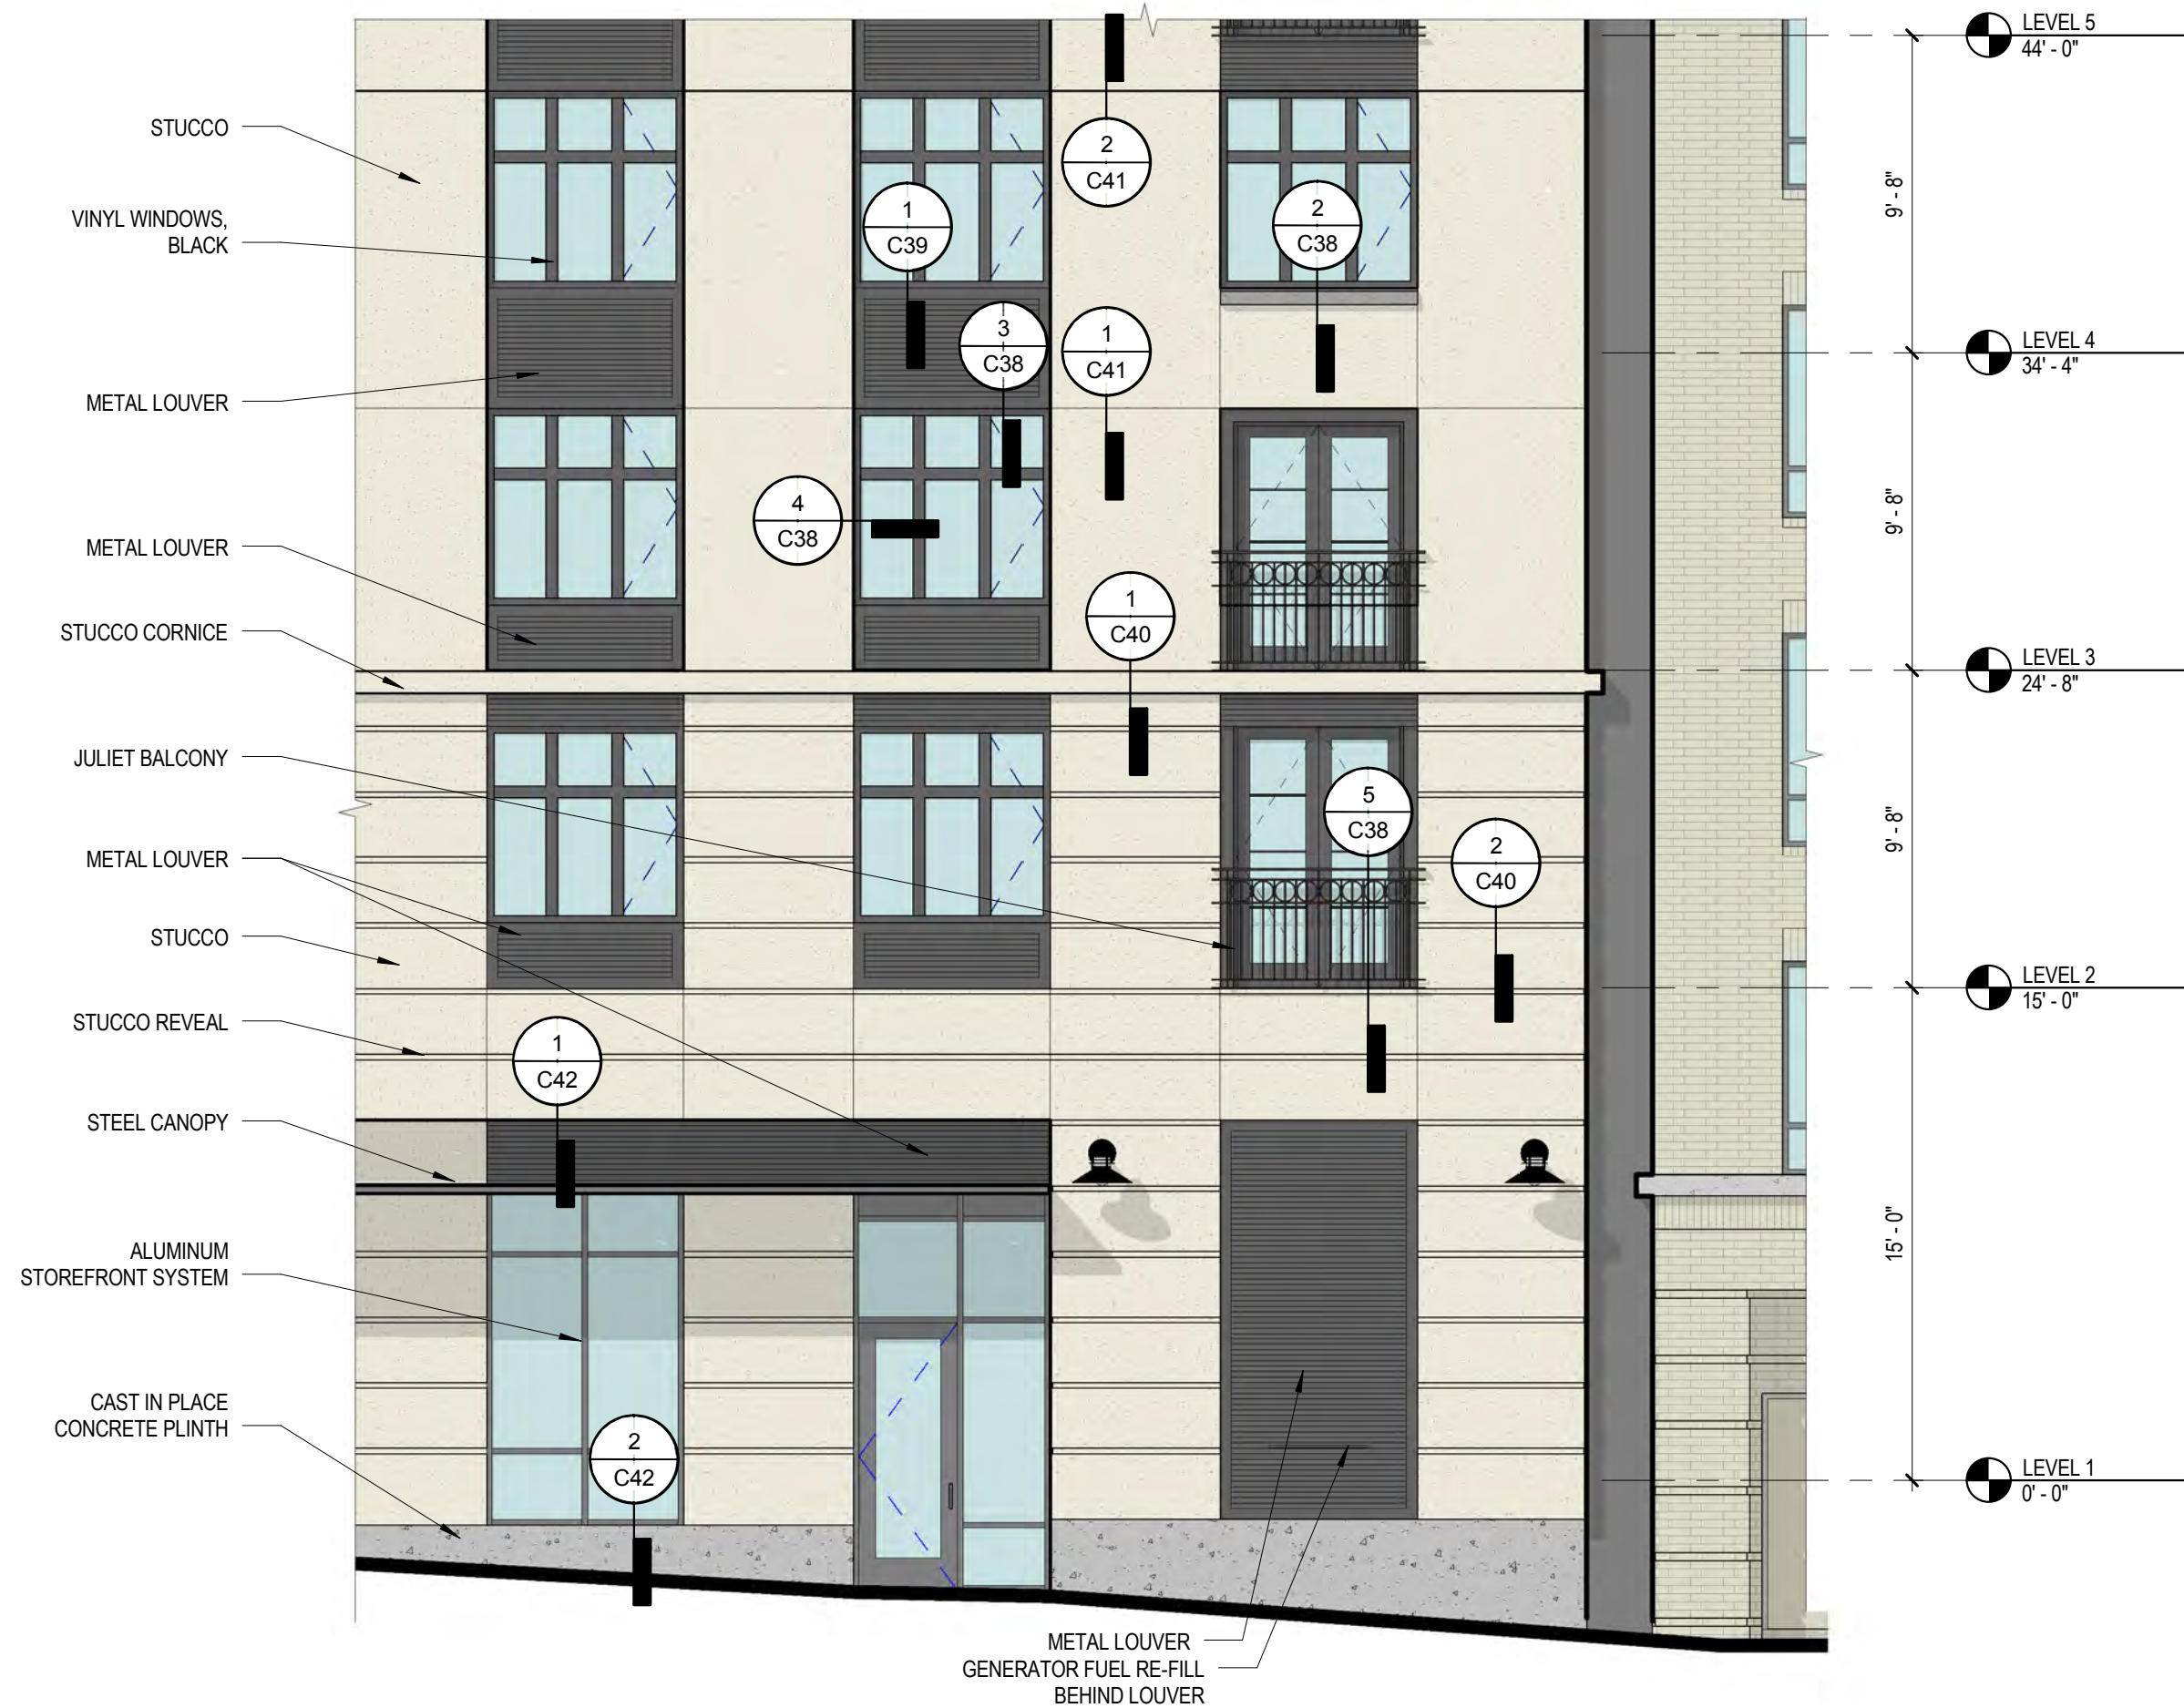 LEVEL 5
44' - 0"
STUCCO
2
C41
VINYL WINDOWS,
BLACK
1
C39
2
C38
9' - 8"
3
C38
1
C41
LEVEL 4
34' - 4"
METAL LOUVER
4
C38
9' - 8"
METAL LOUVER
STUCCO CORNICE
1
C40
LEVEL 3
24' - 8"
JULIET BALCONY
5
C38
9' - 8"
METAL LOUVER
2
C40
STUCCO
LEVEL 2
15' - 0"
STUCCO REVEAL
1
C42
STEEL CANOPY
15' - 0"
ALUMINUM
STOREFRONT SYSTEM
CAST IN PLACE
CONCRETE PLINTH
2
C42
LEVEL 1
0' - 0"
METAL LOUVER
GENERATOR FUEL RE-FILL
BEHIND LOUVER